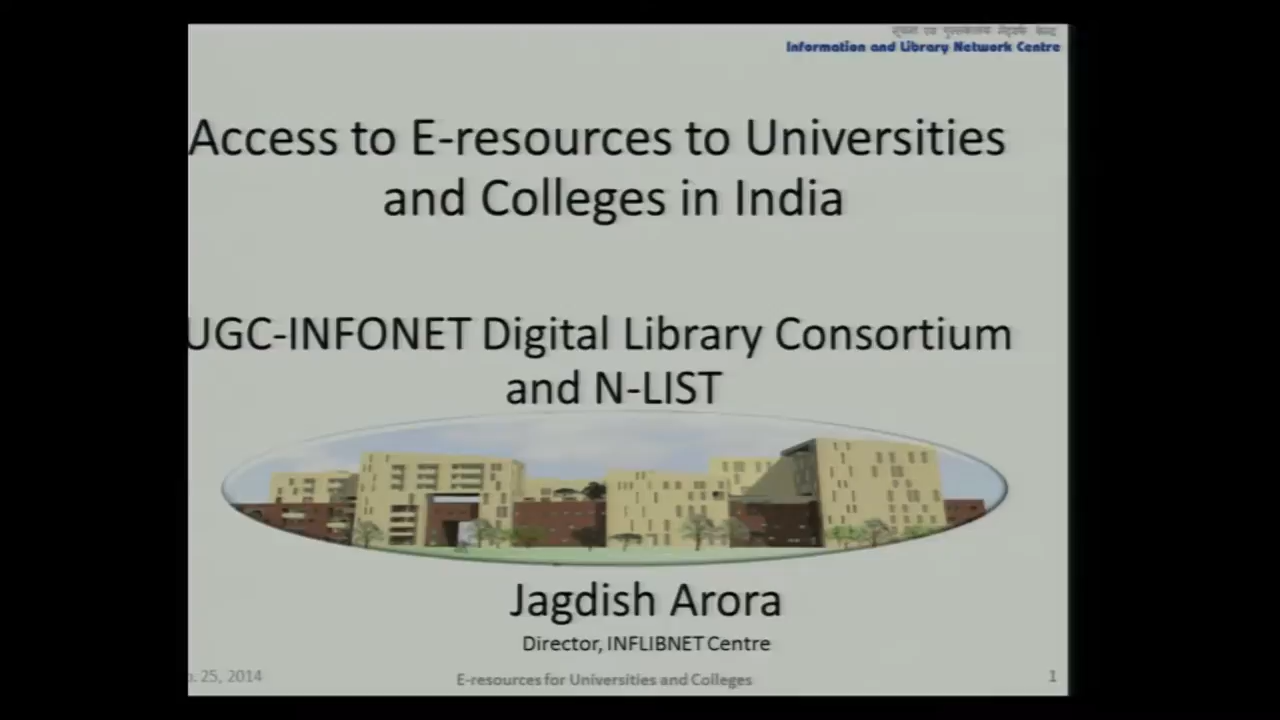 Information and Library Network Centre
Access to E-resources to Universities
and Colleges in India
UGC-INFONET Digital Library Consortium
and N-LIST
Jagdish Arora
Director, INFLIBNET Centre
25, 2014
E-resources for Universities and Colleges
1